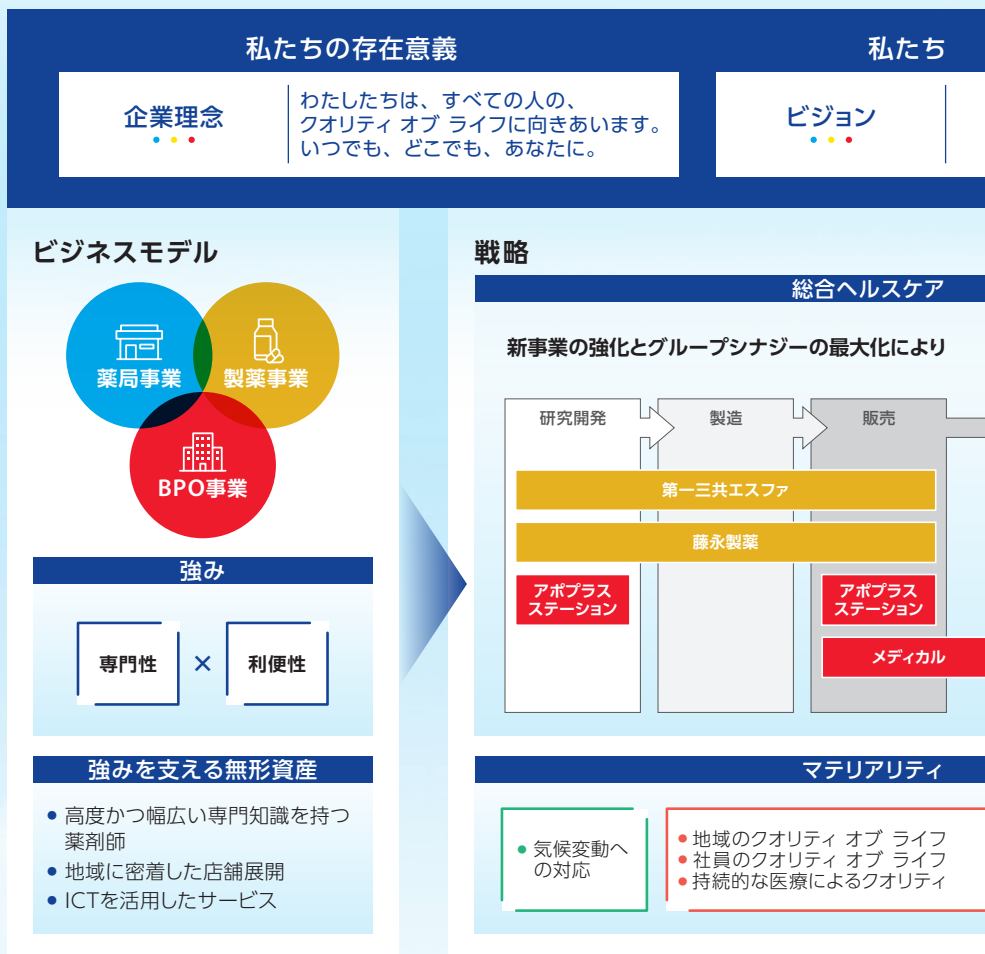 私たちの存在意義
企業理念
わたしたちは、すべての人の、
クオリティ オブ ライフに向きあいます。
いつでも、どこでも、あなたに。
私たち
ビジョン
ビジネスモデル
薬局事業
製薬事業
BPO事業
強み
専門性
×
利便性
強みを支える無形資産
• 高度かつ幅広い専門知識を持つ
薬剤師
• 地域に密着した店舗展開
• ICTを活用したサービス
戦略
総合ヘルスケア
新事業の強化とグループシナジーの最大化により
研究開発
製造
販売
第一三共エスファ
藤永製薬
アポプラス
ステーション
アポプラス
ステーション
メディカル
マテリアリティ
• 気候変動へ
の対応
• 地域のクオリティ オブ ライフ
• 社員のクオリティ オブ ライフ
• 持続的な医療によるクオリティ